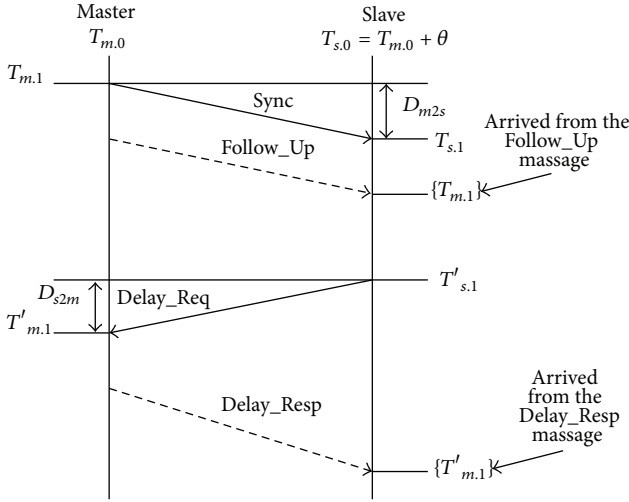 Master
Slave
T_{m.0}
T_{s.0} = T_{m.0} + θ
T_{m.1}
Sync
D_{m2s}
T_{s.1}
Follow_Up
{T_{m.1}}
Arrived from the
Follow_Up
massage
D_{s2m}
Delay_Req
T'_{s.1}
T'_{m.1}
Delay_Resp
{T'_{m.1}}
Arrived
from the
Delay_Resp
massage